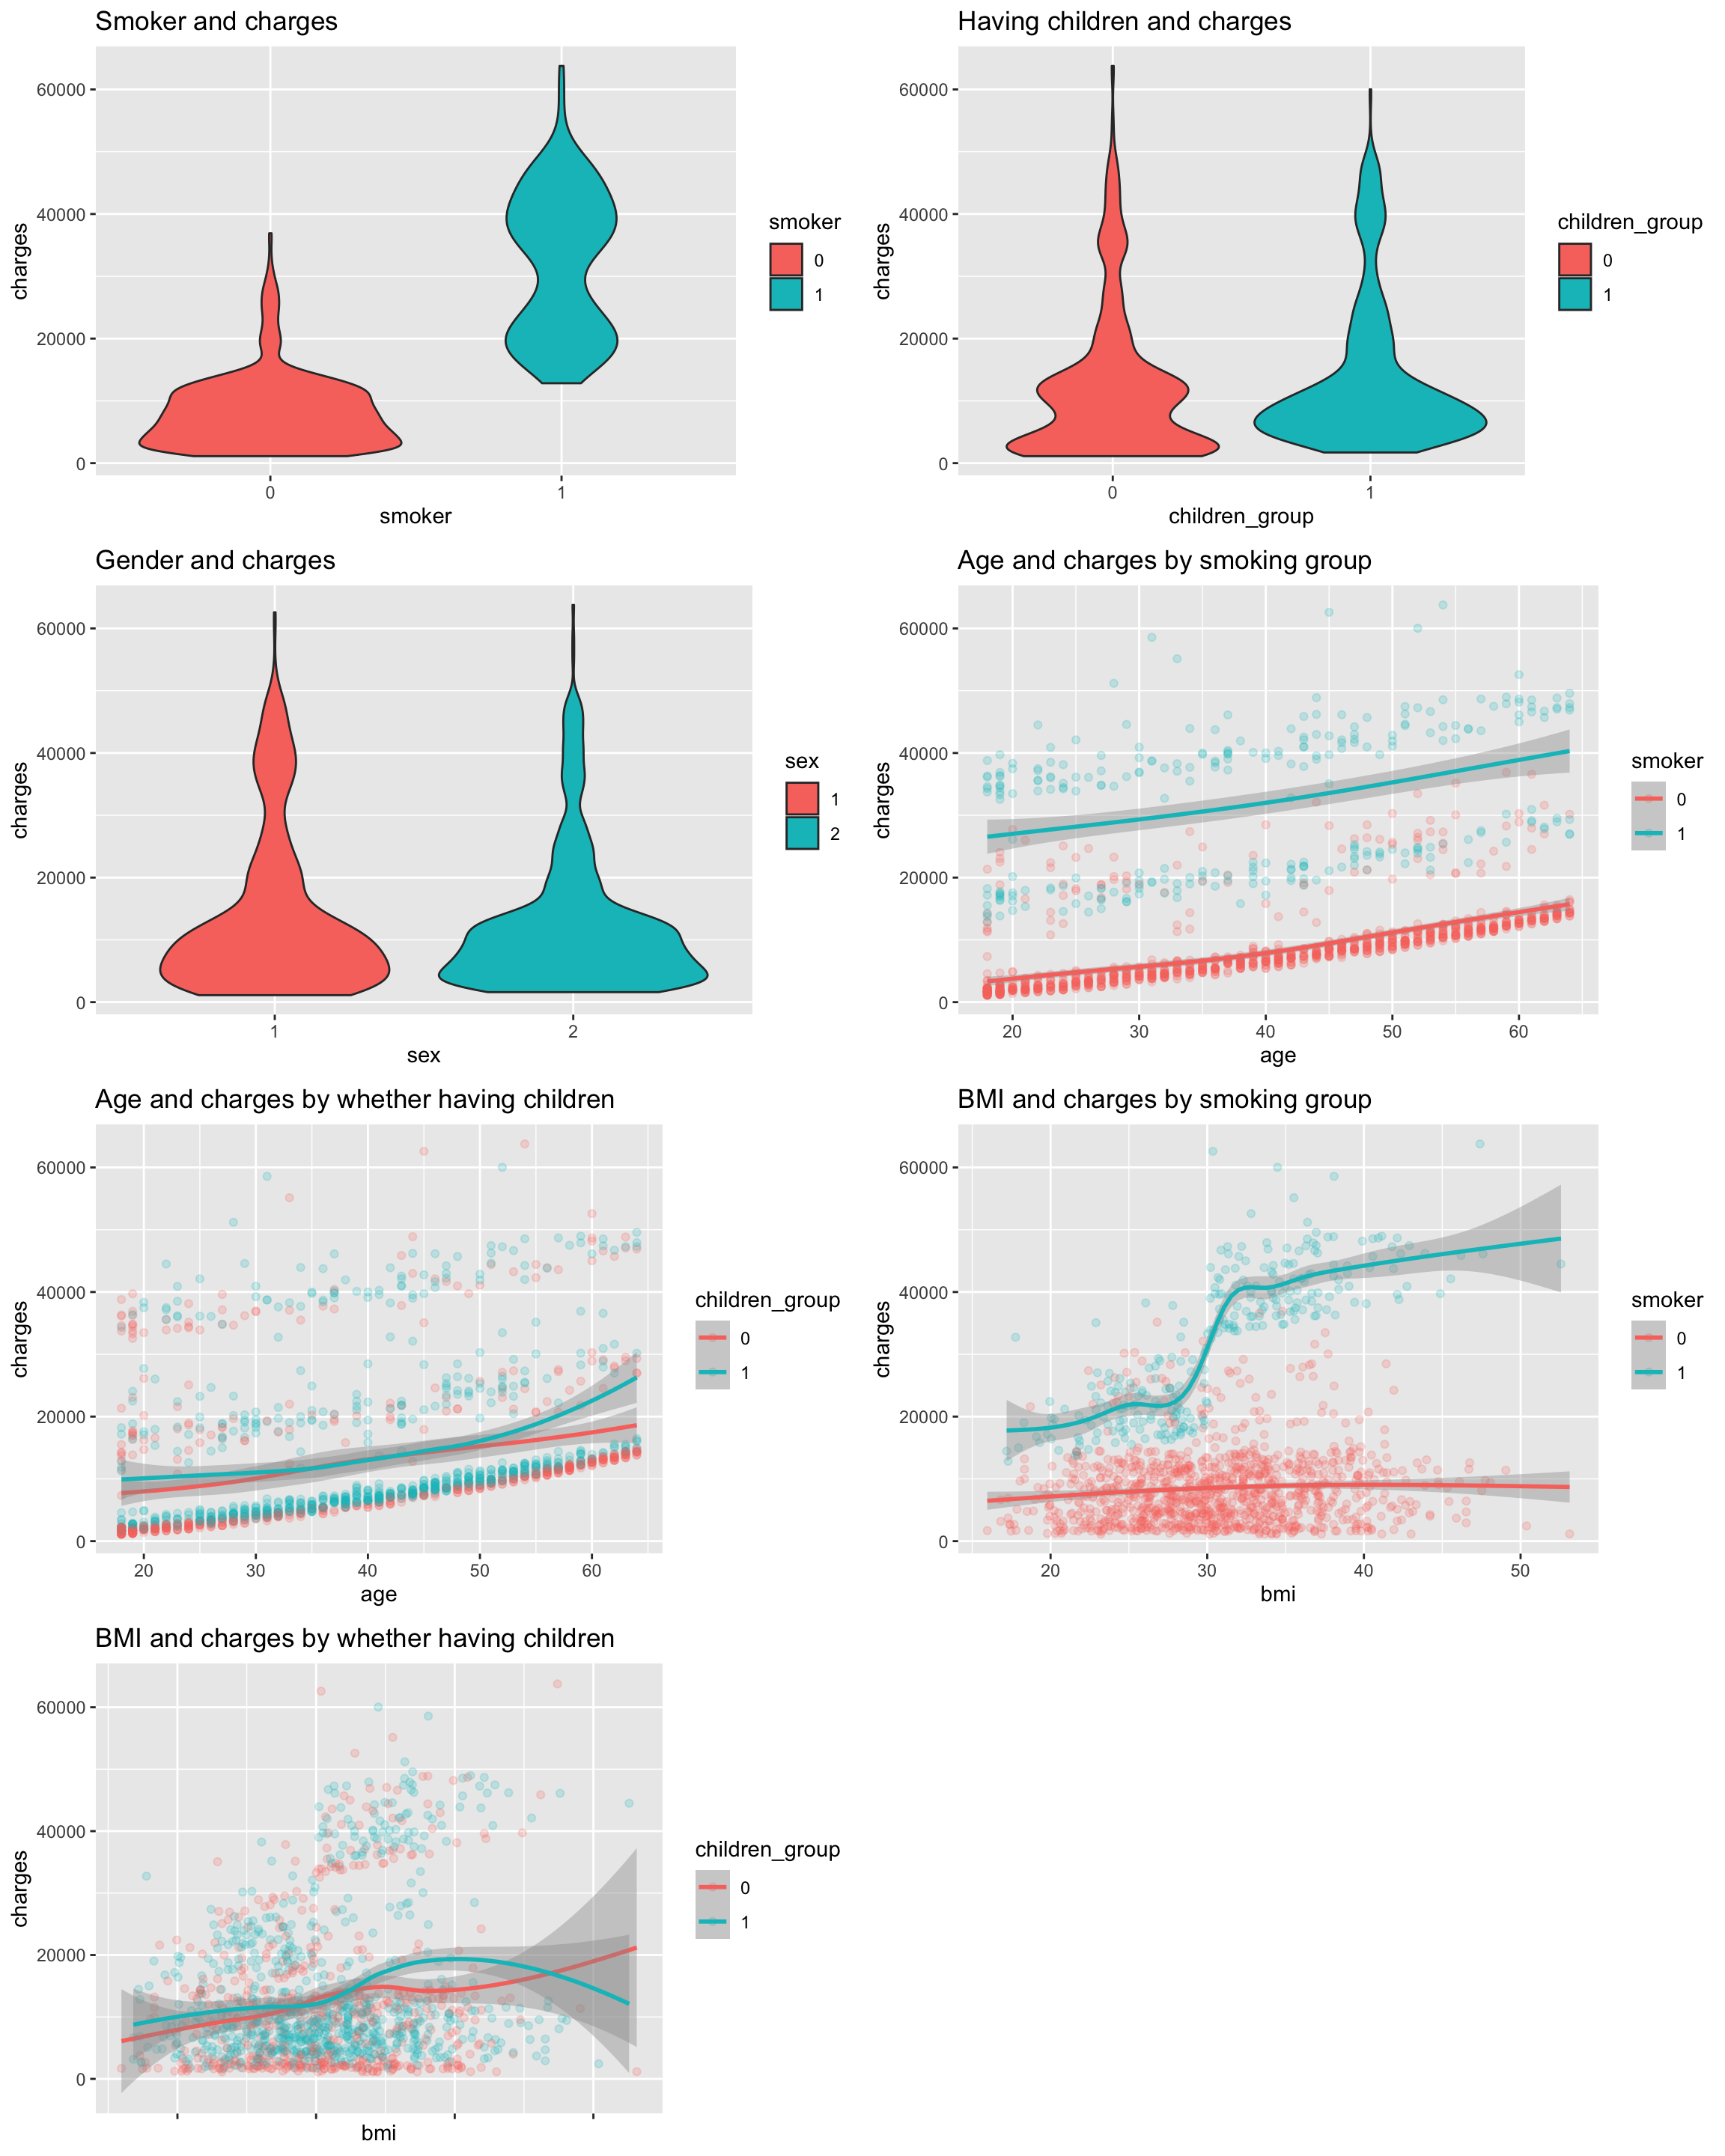 Smoker and charges
60000
40000
20000
0
charges
0
1
smoker
smoker
0
1
Having children and charges
60000
40000
20000
0
charges
0
1
children_group
children_group
0
1
Gender and charges
60000
40000
20000
0
charges
1
2
sex
sex
1
2
Age and charges by smoking group
60000
40000
20000
0
charges
20 30 40 50 60
age
smoker
0
1
Age and charges by whether having children
60000
40000
20000
0
charges
20 30 40 50 60
age
children_group
0
1
BMI and charges by smoking group
60000
40000
20000
0
charges
20 30 40 50
bmi
smoker
0
1
BMI and charges by whether having children
60000
40000
20000
0
charges
bmi
children_group
0
1